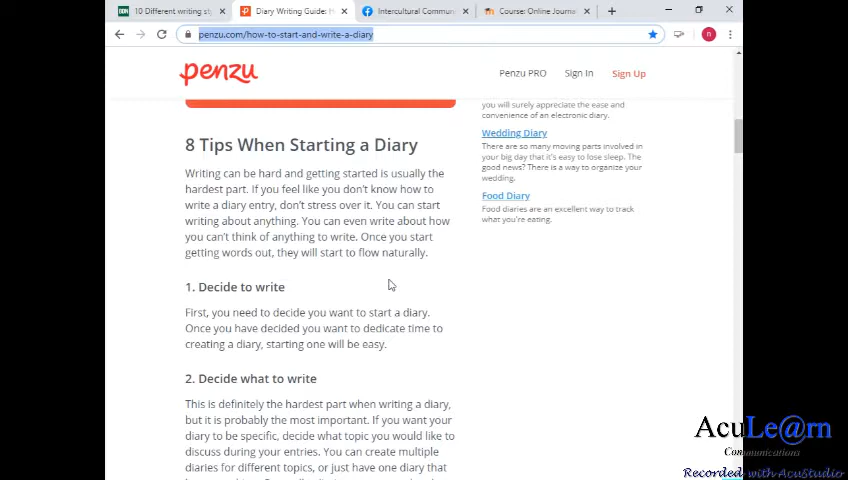 10 Different writing st
Diary Writing Guide: H
Intercultural Commun
Course: Online Journa
penzu.com/how-to-start-and-write-a-diary
n
penzu
Penzu PRO
Sign In
Sign Up
8 Tips When Starting a Diary
Writing can be hard and getting started is usually the
hardest part. If you feel like you don't know how to
write a diary entry, don't stress over it. You can start
writing about anything. You can even write about how
you can't think of anything to write. Once you start
getting words out, they will start to flow naturally.
1. Decide to write
First, you need to decide you want to start a diary.
Once you have decided you want to dedicate time to
creating a diary, starting one will be easy.
2. Decide what to write
This is definitely the hardest part when writing a diary,
but it is probably the most important. If you want your
diary to be specific, decide what topic you would like to
discuss during your entries. You can create multiple
diaries for different topics, or just have one diary that
you will surely appreciate the ease and
convenience of an electronic diary.
Wedding Diary
There are so many moving parts involved in
your big day that it's easy to lose sleep. The
good news? There is a way to organize your
wedding.
Food Diary
Food diaries are an excellent way to track
what you're eating.
AcuLe@rn
Communications
Recorded with AcuStudio